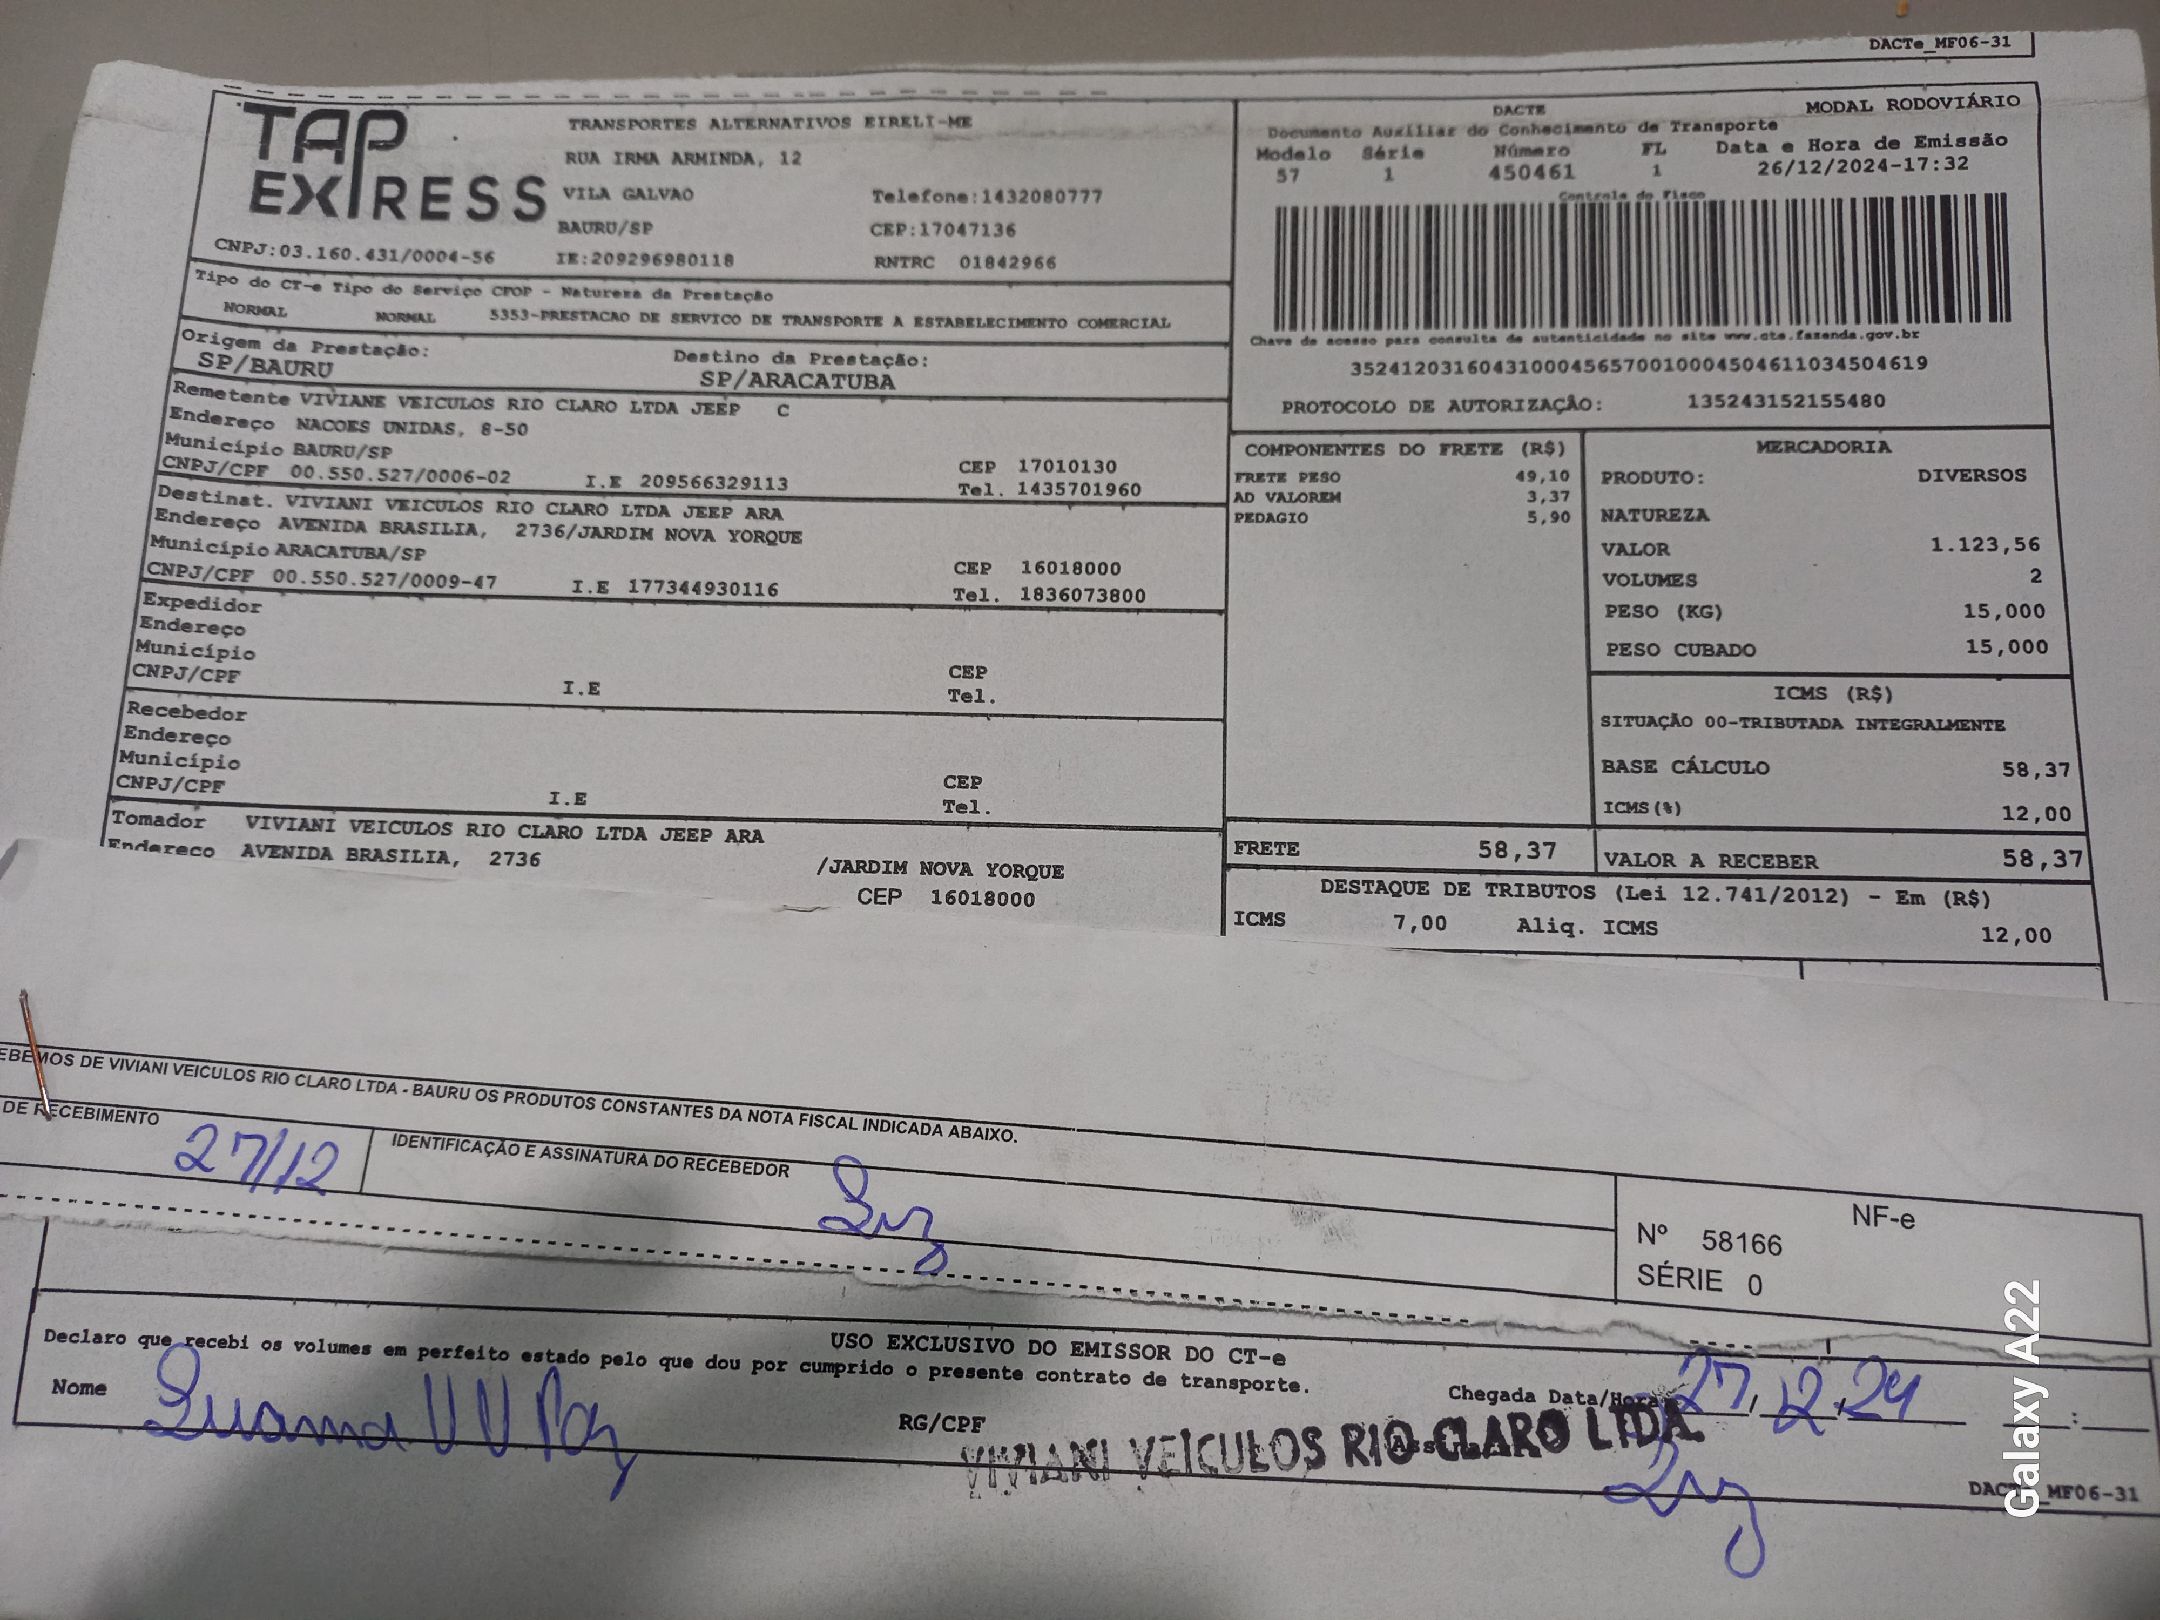 DACTe_MF06-31
TAP EXPRESS
TRANSPORTES ALTERNATIVOS EIRELI-ME
RUA IRMA ARMINDA, 12
VILA GALVAO Telefone:1432080777
BAURU/SP CEP:17047136
CNPJ:03.160.431/0004-56 IE:209296980118 RNTRC 01842966
DACTE MODAL RODOVIÁRIO
Documento Auxiliar do Conhecimento de Transporte
Modelo Série Número FL Data e Hora de Emissão
57 1 450461 1 26/12/2024-17:32
Controle do Fisco
Chave de acesso para consulta de autenticidade no site www.cte.fazenda.gov.br
35241203160431000456570010004504611034504619
PROTOCOLO DE AUTORIZAÇÃO: 135243152155480
Tipo do CT-e Tipo do Serviço CFOP - Natureza da Prestação
NORMAL NORMAL 5353-PRESTACAO DE SERVICO DE TRANSPORTE A ESTABELECIMENTO COMERCIAL
Origem da Prestação: Destino da Prestação:
SP/BAURU SP/ARACATUBA
Remetente VIVIANE VEICULOS RIO CLARO LTDA JEEP C
Endereço NACOES UNIDAS, 8-50
Município BAURU/SP CEP 17010130
CNPJ/CPF 00.550.527/0006-02 I.E 209566329113 Tel. 1435701960
Destinat. VIVIANI VEICULOS RIO CLARO LTDA JEEP ARA
Endereço AVENIDA BRASILIA, 2736/JARDIM NOVA YORQUE
Município ARACATUBA/SP CEP 16018000
CNPJ/CPF 00.550.527/0009-47 I.E 177344930116 Tel. 1836073800
Expedidor
Endereço
Município CEP
CNPJ/CPF I.E Tel.
Recebedor
Endereço
Município CEP
CNPJ/CPF I.E Tel.
Tomador VIVIANI VEICULOS RIO CLARO LTDA JEEP ARA
Endereco AVENIDA BRASILIA, 2736 /JARDIM NOVA YORQUE
CEP 16018000
COMPONENTES DO FRETE (R$)
FRETE PESO 49,10
AD VALOREM 3,37
PEDAGIO 5,90
FRETE 58,37
MERCADORIA
PRODUTO: DIVERSOS
NATUREZA
VALOR 1.123,56
VOLUMES 2
PESO (KG) 15,000
PESO CUBADO 15,000
ICMS (R$)
SITUAÇÃO 00-TRIBUTADA INTEGRALMENTE
BASE CÁLCULO 58,37
ICMS(%) 12,00
VALOR A RECEBER 58,37
DESTAQUE DE TRIBUTOS (Lei 12.741/2012) - Em (R$)
ICMS 7,00 Aliq. ICMS 12,00
EBEMOS DE VIVIANI VEICULOS RIO CLARO LTDA - BAURU OS PRODUTOS CONSTANTES DA NOTA FISCAL INDICADA ABAIXO.
DE RECEBIMENTO IDENTIFICAÇÃO E ASSINATURA DO RECEBEDOR
27/12
NF-e
Nº 58166
SÉRIE 0
USO EXCLUSIVO DO EMISSOR DO CT-e
Declaro que recebi os volumes em perfeito estado pelo que dou por cumprido o presente contrato de transporte.
Nome Luana RG/CPF Chegada Data/Hora 27,12,24 :
VIVIANI VEICULOS RIO CLARO LTDA.
DACTe_MF06-31
Galaxy A22